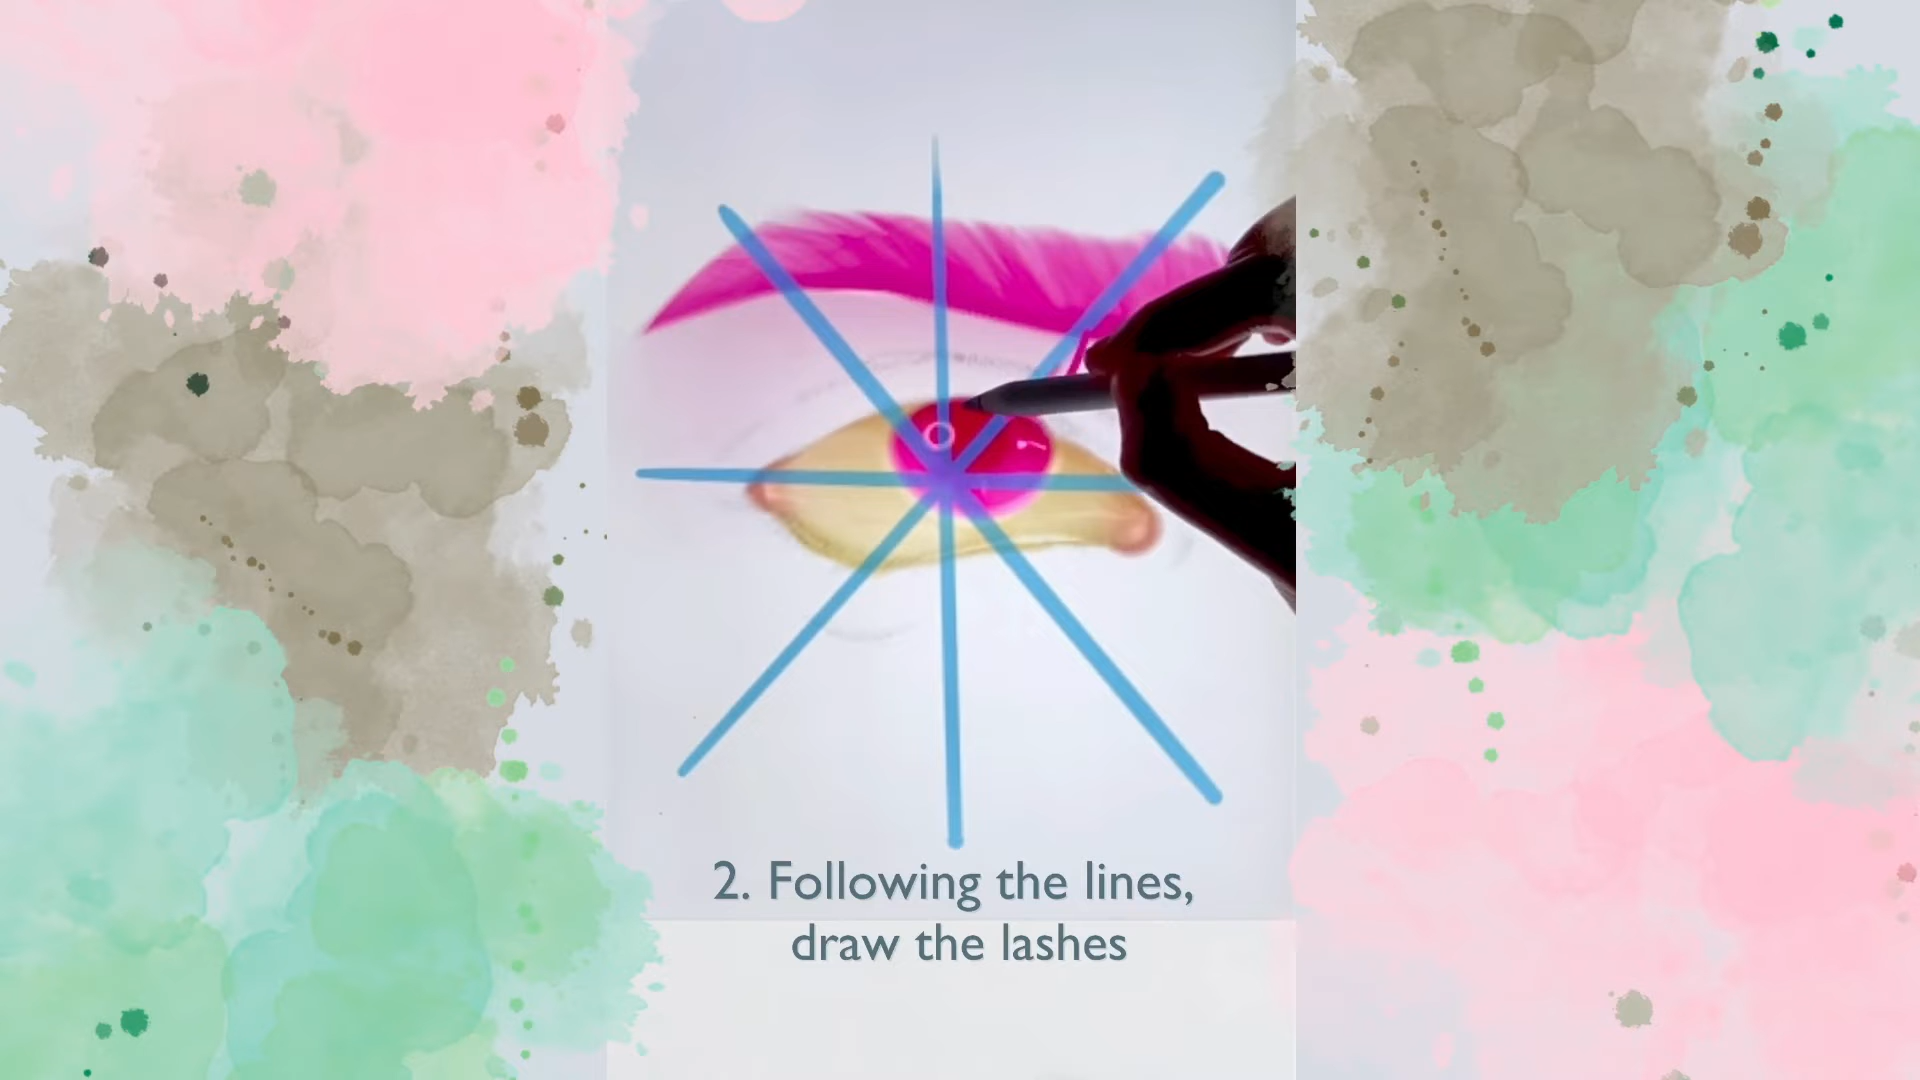 2. Following the lines,
draw the lashes